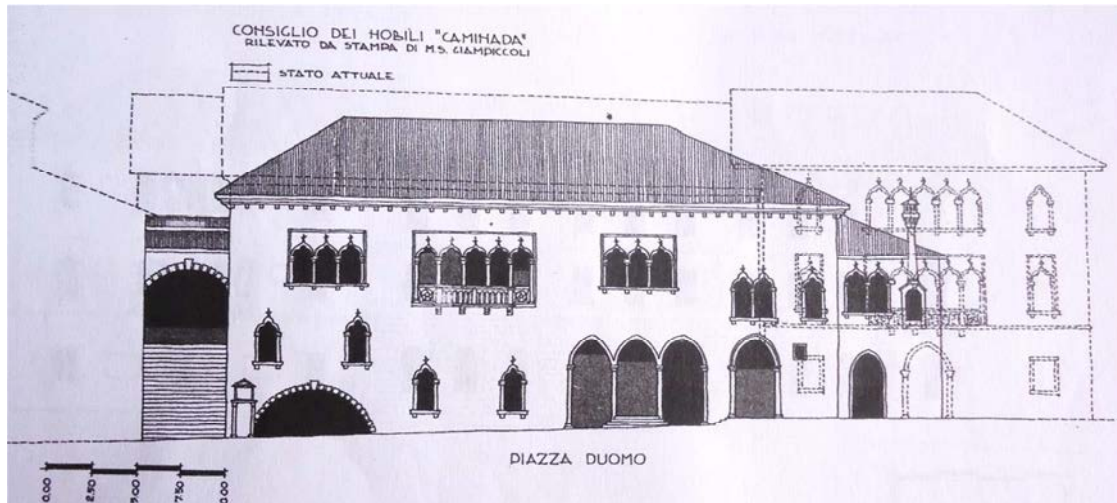 CONSIGLIO DEI NOBILI "CAMINADA"
RILEVATO DA STAMPA DI M.S. GIAMPICCOLI
STATO ATTUALE
PIAZZA DUOMO
0.00
2.50
5.00
7.50
0.00